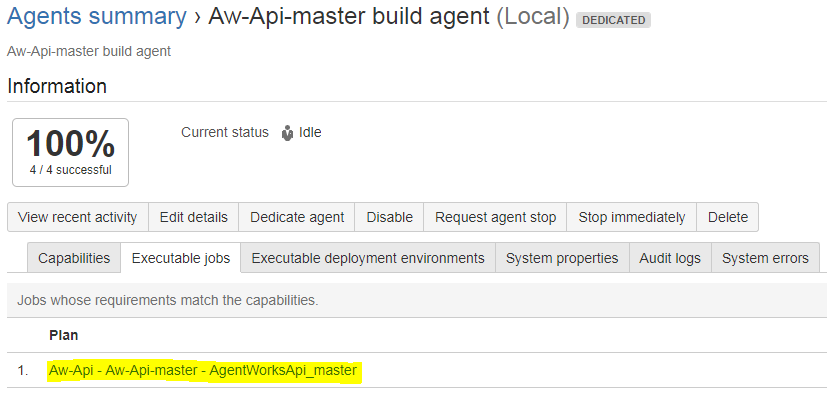 Agents summary › Aw-Api-master build agent (Local) DEDICATED
Aw-Api-master build agent
Information
100%
4 / 4 successful
Current status Idle
View recent activity Edit details Dedicate agent Disable Request agent stop Stop immediately Delete
Capabilities Executable jobs Executable deployment environments System properties Audit logs System errors
Jobs whose requirements match the capabilities.
Plan
1. Aw-Api - Aw-Api-master - AgentWorksApi_master